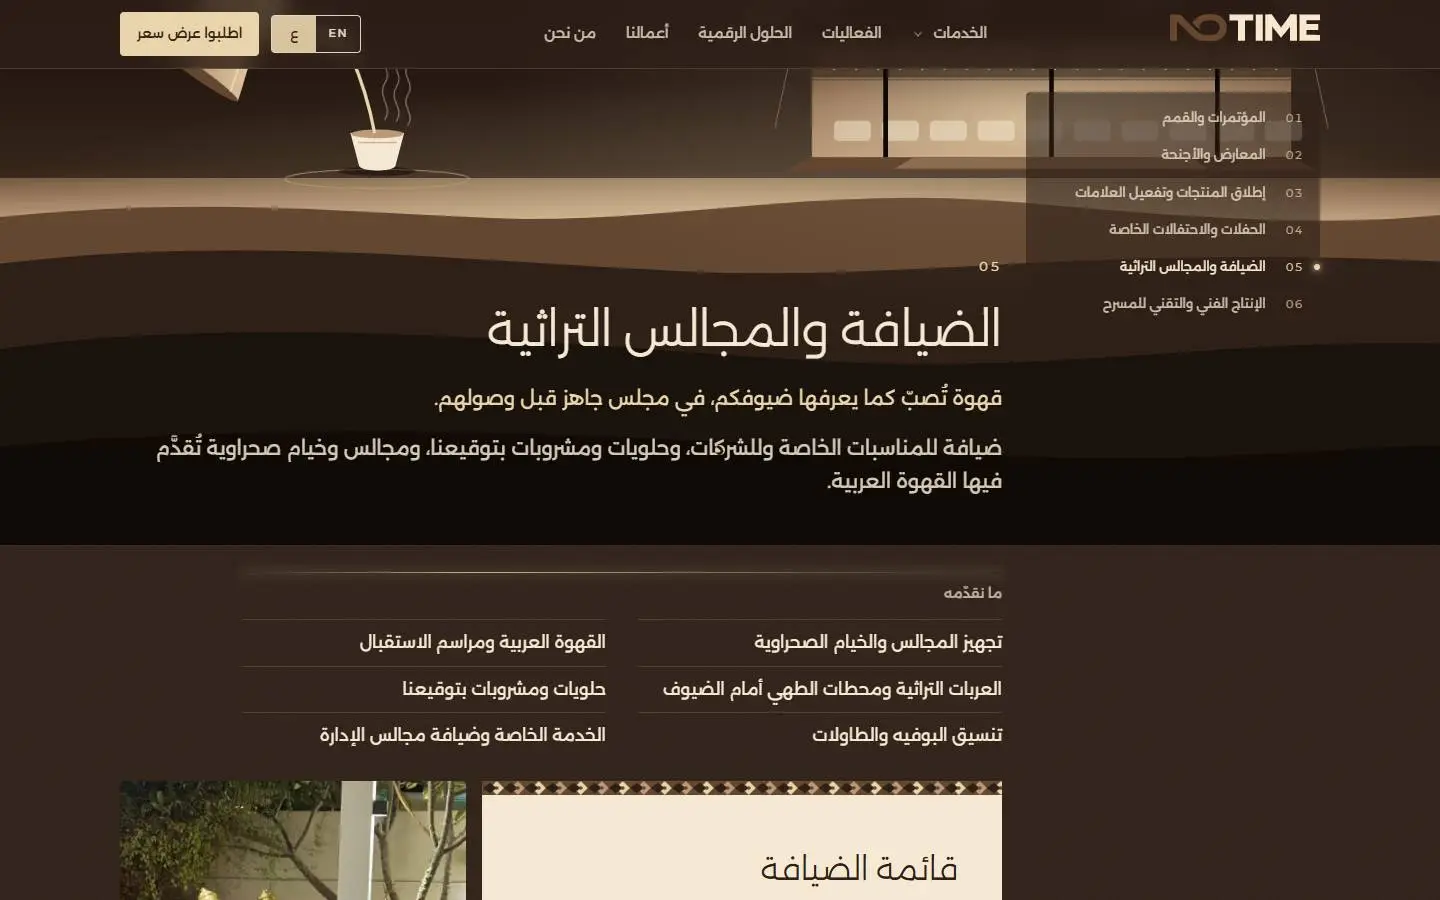 NOTIME
الخدمات
الفعاليات
الحلول الرقمية
أعمالنا
من نحن
EN
ع
اطلبوا عرض سعر
01 المؤتمرات والقمم
02 المعارض والأجنحة
03 إطلاق المنتجات وتفعيل العلامات
04 الحفلات والاحتفالات الخاصة
05 الضيافة والمجالس التراثية
06 الإنتاج الفني والتقني للمسرح
05
الضيافة والمجالس التراثية
قهوة تُصبّ كما يعرفها ضيوفكم، في مجلس جاهز قبل وصولهم.
ضيافة للمناسبات الخاصة وللشركات، وحلويات ومشروبات بتوقيعنا، ومجالس وخيام صحراوية تُقدَّم
فيها القهوة العربية.
ما نقدّمه
تجهيز المجالس والخيام الصحراوية
القهوة العربية ومراسم الاستقبال
العربات التراثية ومحطات الطهي أمام الضيوف
حلويات ومشروبات بتوقيعنا
تنسيق البوفيه والطاولات
الخدمة الخاصة وضيافة مجالس الإدارة
قائمة الضيافة